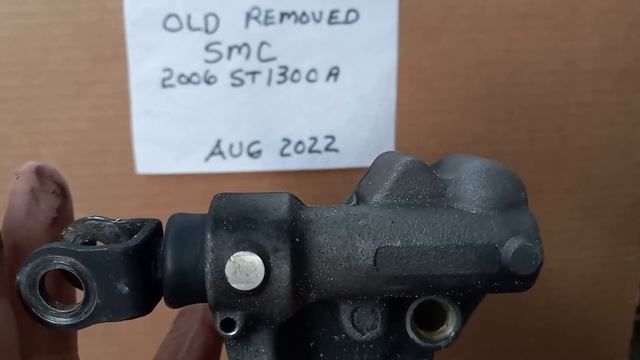 OLD REMOVED
SMC
2006 ST1300A
AUG 2022